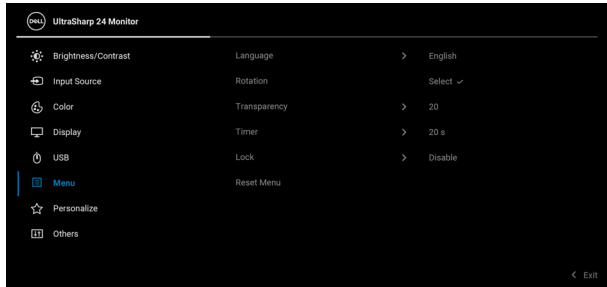 DELL UltraSharp 24 Monitor
Brightness/Contrast Language > English
Input Source Rotation Select ✓
Color Transparency > 20
Display Timer > 20 s
USB Lock > Disable
Menu Reset Menu
Personalize
Others
< Exit